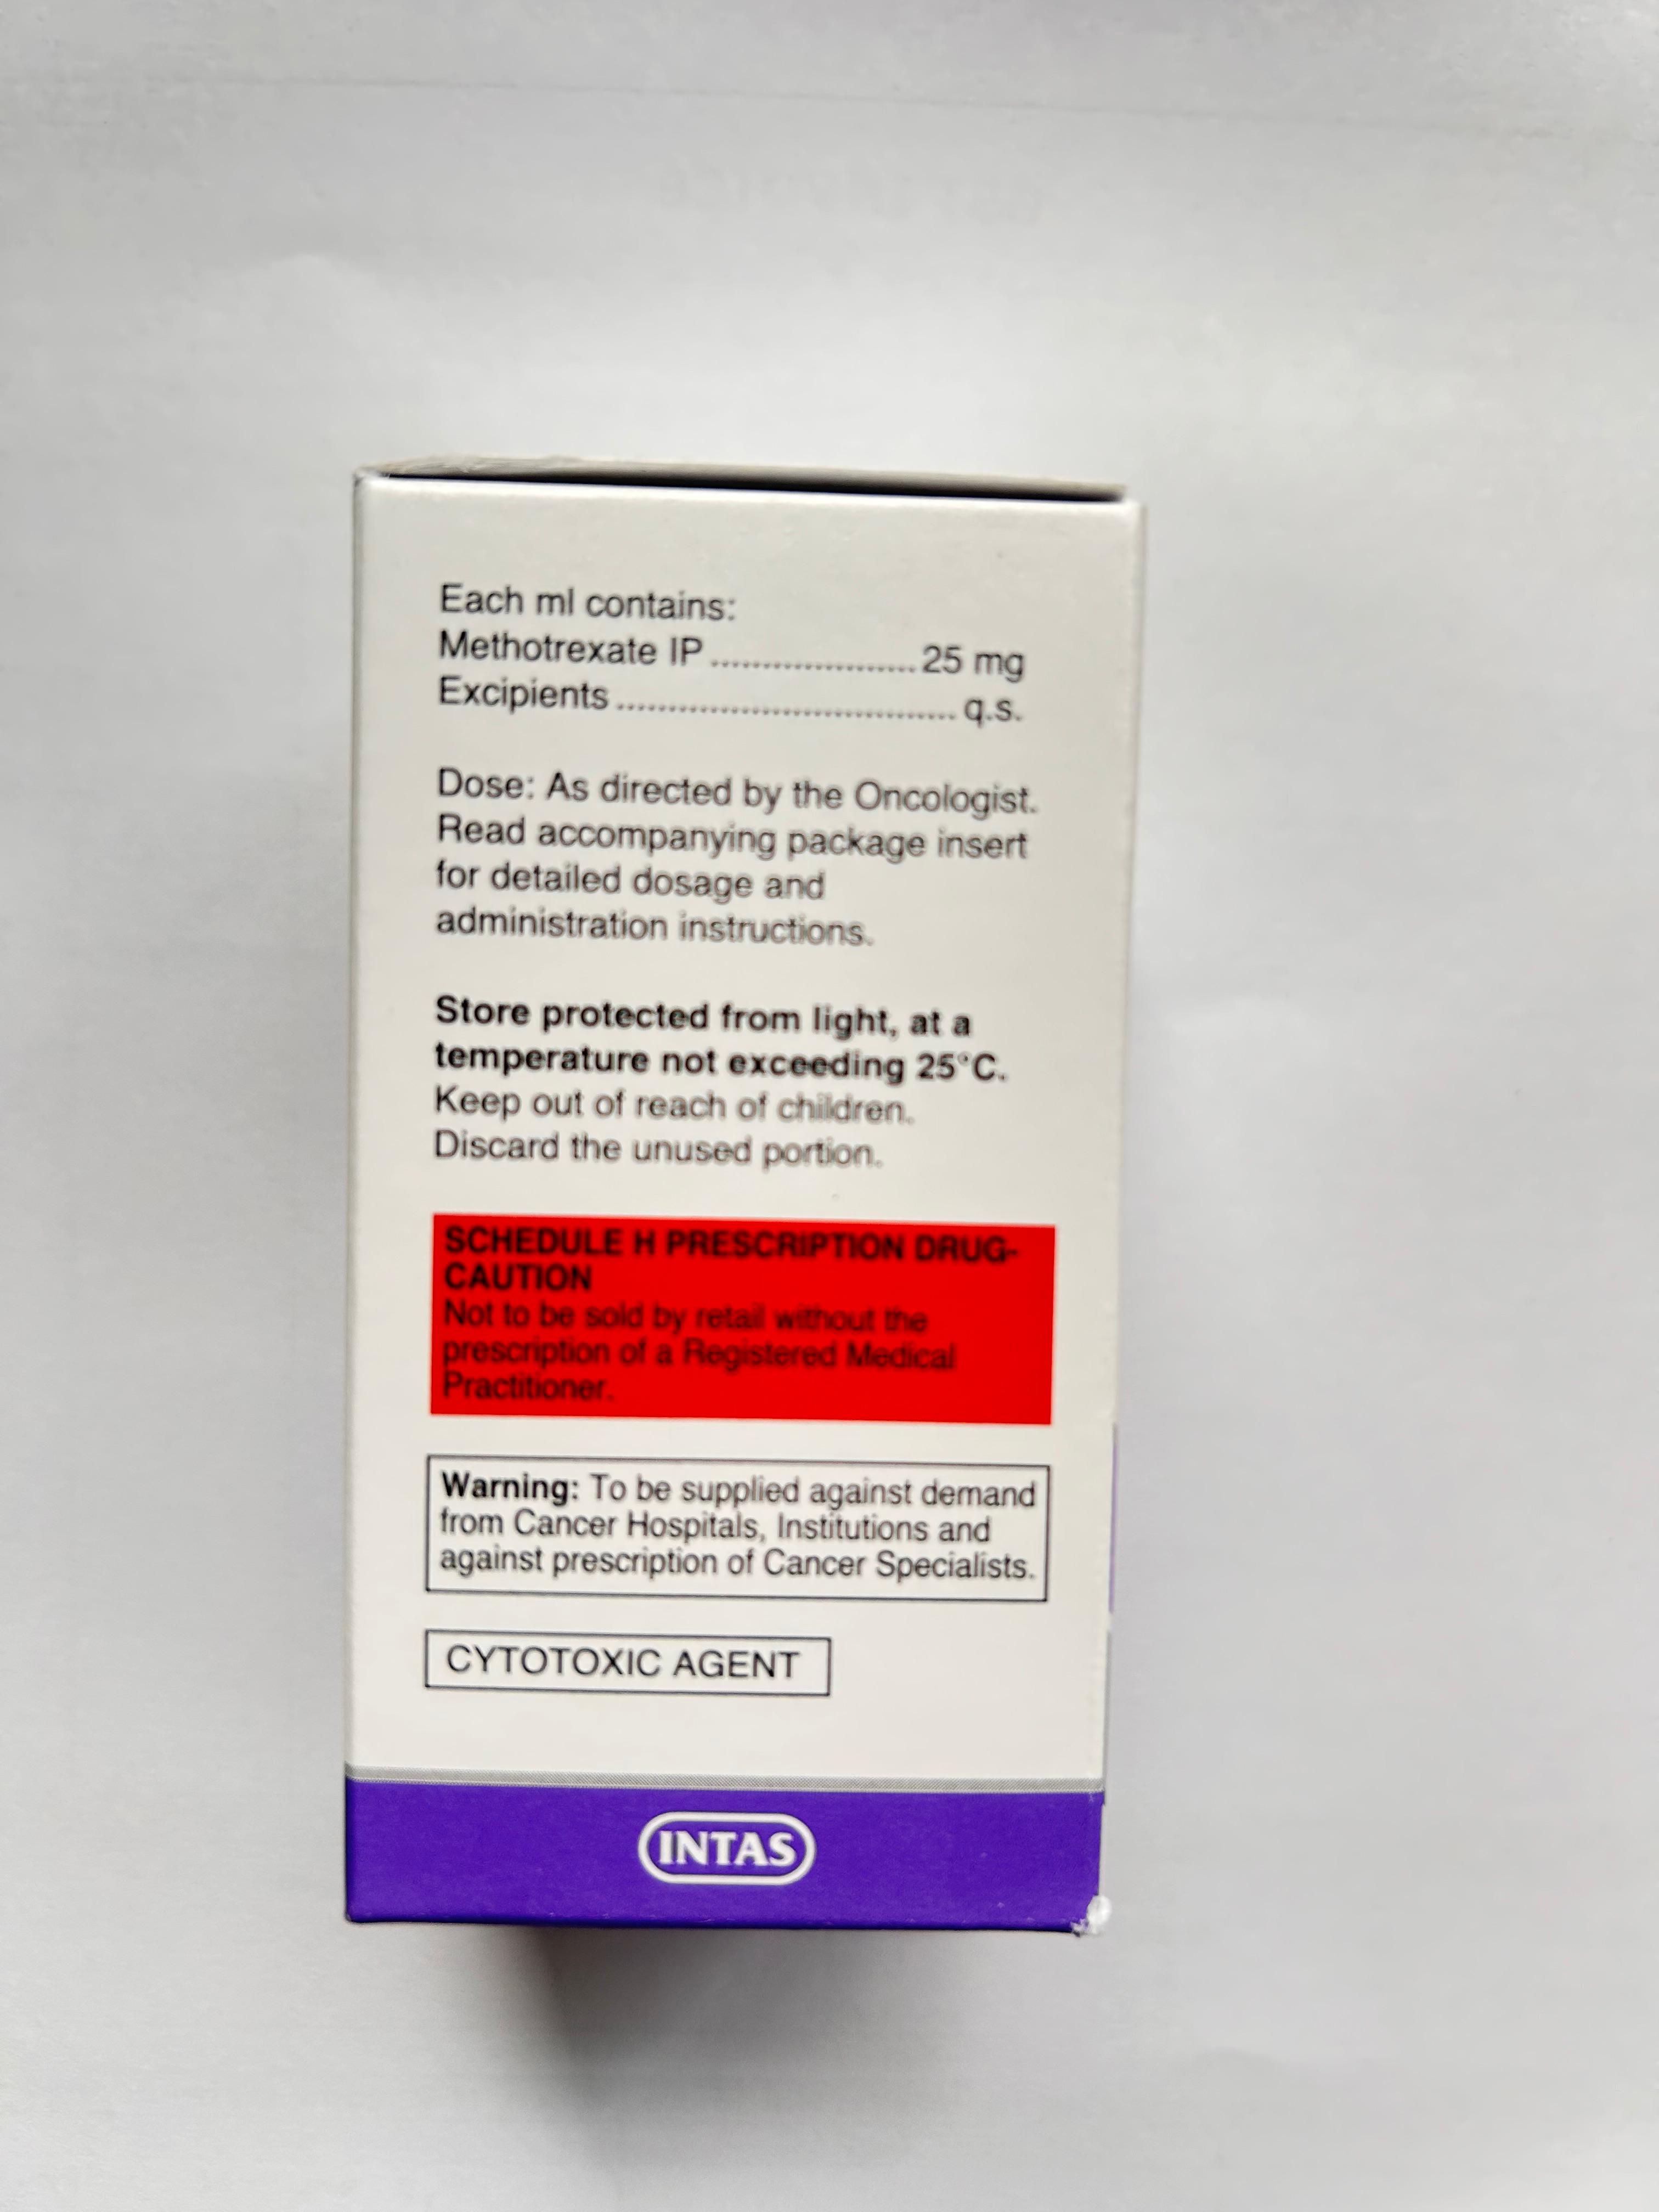 Each ml contains:
Methotrexate IP .................... 25 mg
Excipients ................................. q.s.
Dose: As directed by the Oncologist.
Read accompanying package insert
for detailed dosage and
administration instructions.
Store protected from light, at a
temperature not exceeding 25°C.
Keep out of reach of children.
Discard the unused portion.
SCHEDULE H PRESCRIPTION DRUG-
CAUTION
Not to be sold by retail without the
prescription of a Registered Medical
Practitioner.
Warning: To be supplied against demand
from Cancer Hospitals, Institutions and
against prescription of Cancer Specialists.
CYTOTOXIC AGENT
INTAS